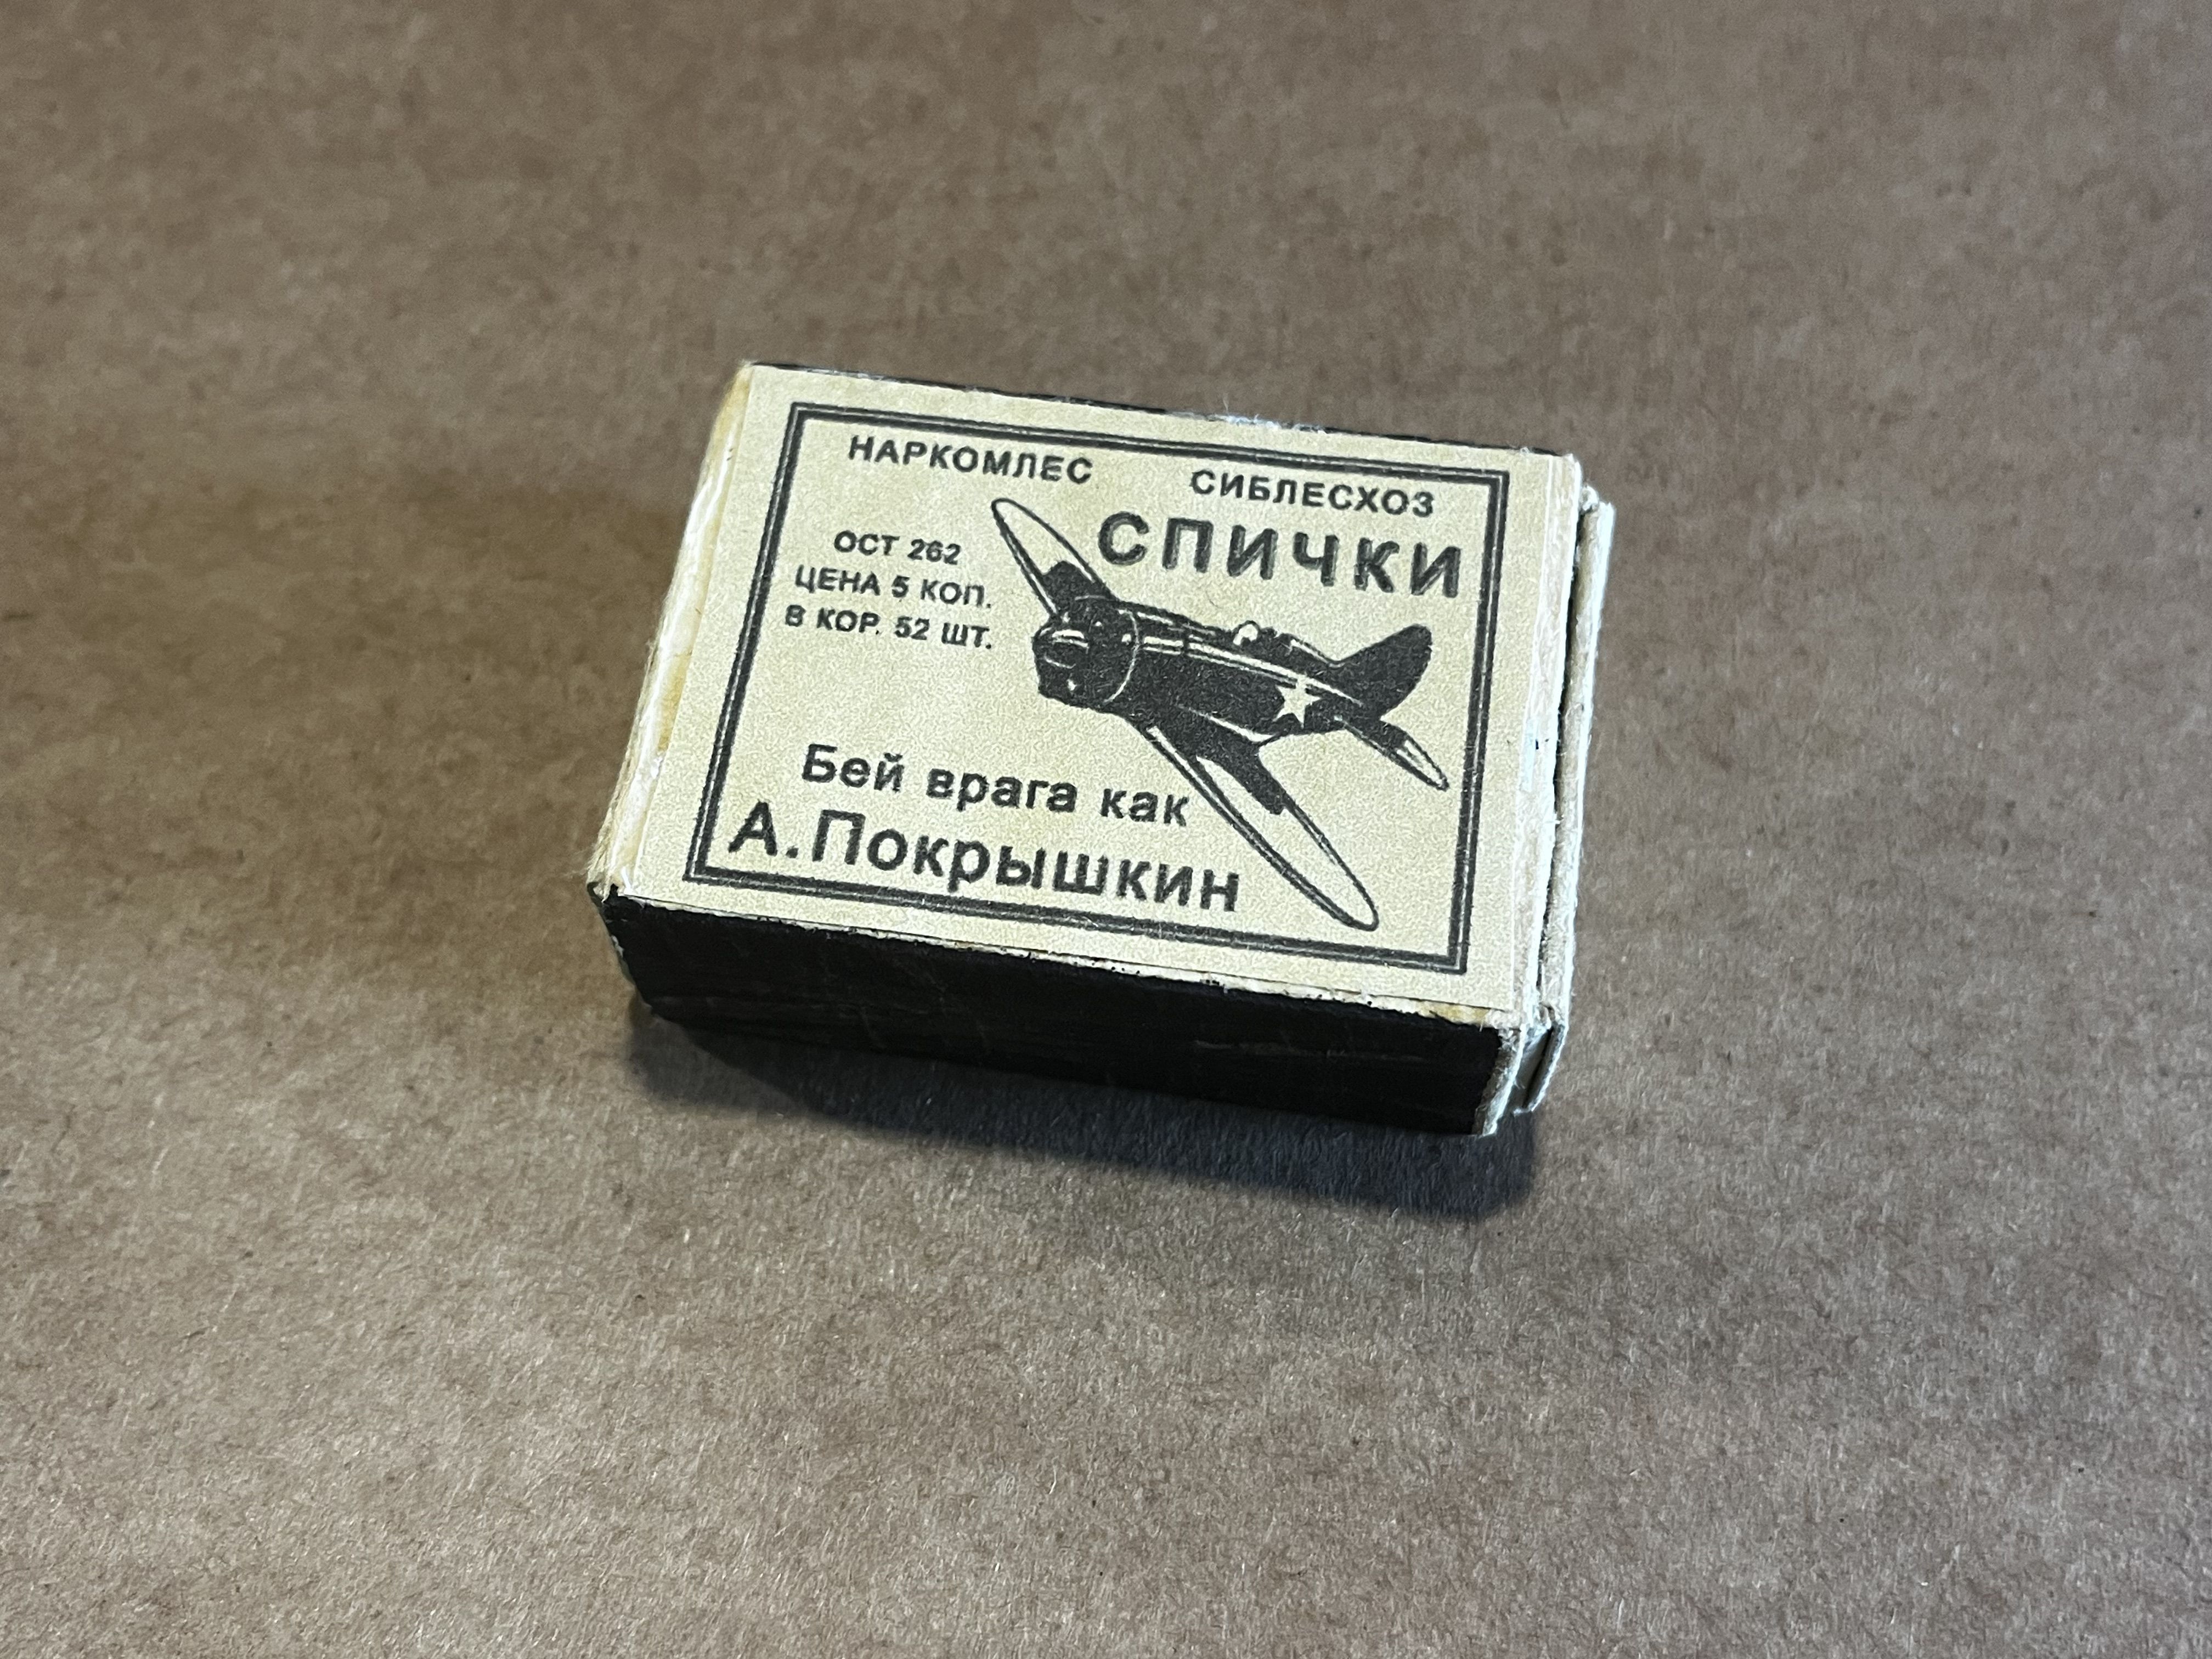 НАРКОМЛЕС СИБЛЕСХОЗ
СПИЧКИ
ОСТ 262
ЦЕНА 5 КОП.
В КОР. 52 ШТ.
Бей врага как
А.Покрышкин